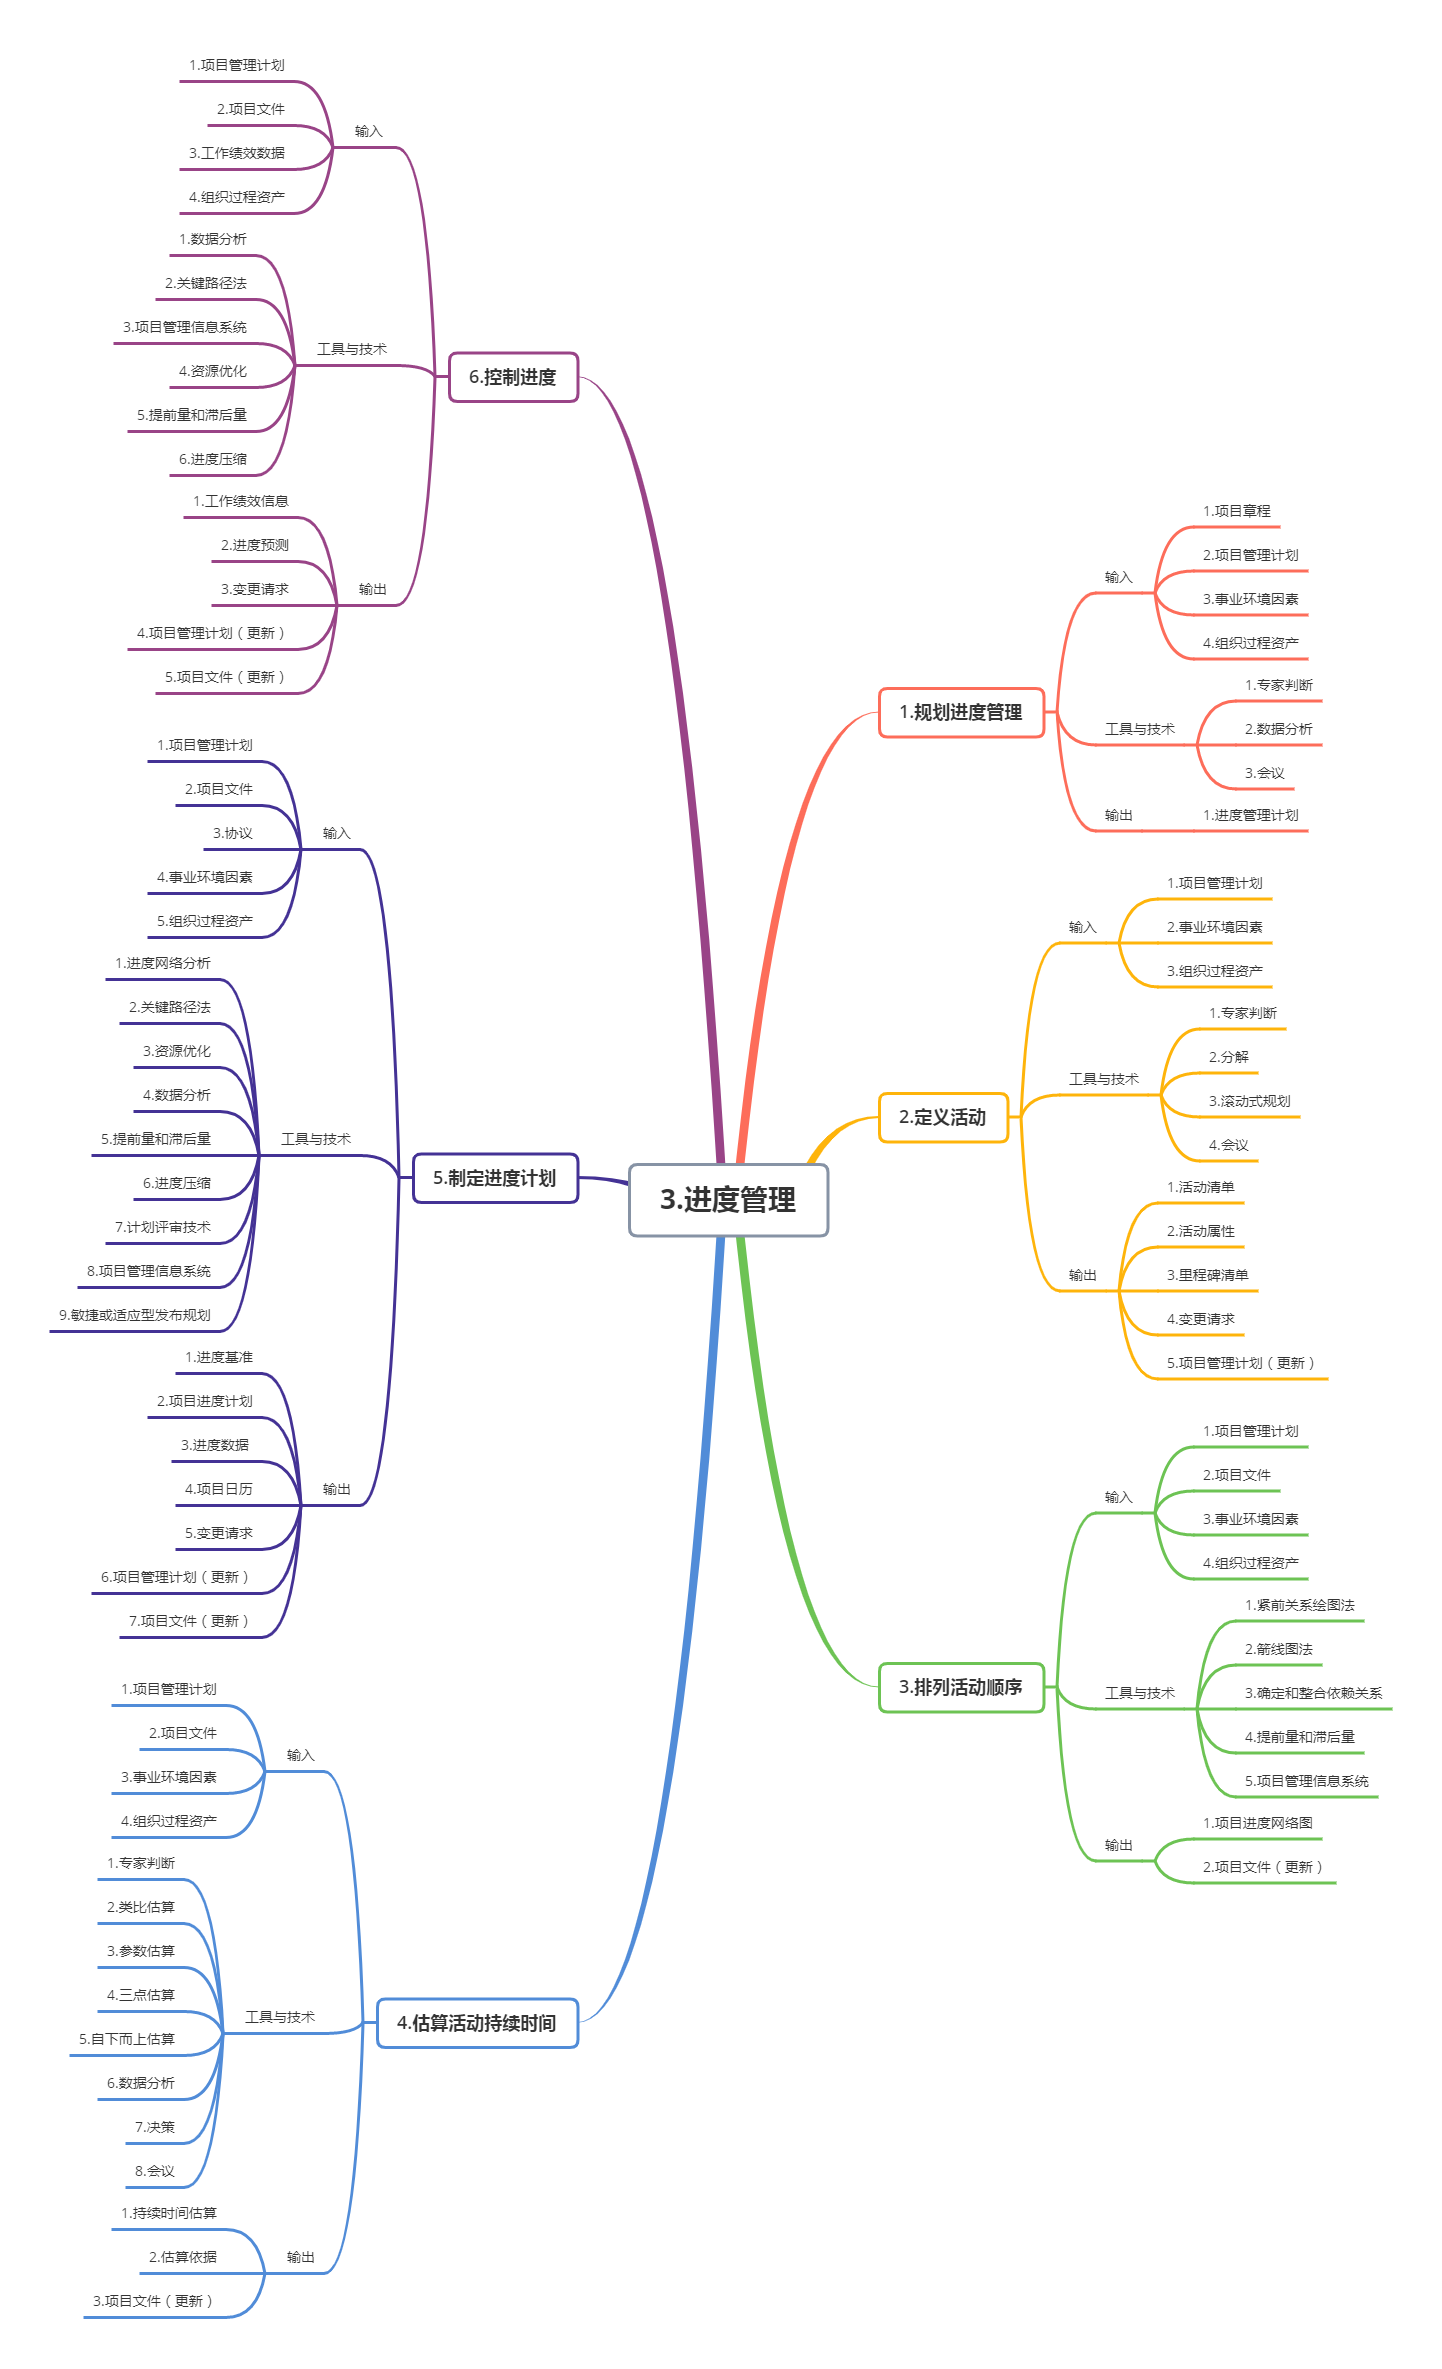 3.进度管理
1.规划进度管理
输入
1.项目章程
2.项目管理计划
3.事业环境因素
4.组织过程资产
工具与技术
1.专家判断
2.数据分析
3.会议
输出
1.进度管理计划
2.定义活动
输入
1.项目管理计划
2.事业环境因素
3.组织过程资产
工具与技术
1.专家判断
2.分解
3.滚动式规划
4.会议
输出
1.活动清单
2.活动属性
3.里程碑清单
4.变更请求
5.项目管理计划（更新）
3.排列活动顺序
输入
1.项目管理计划
2.项目文件
3.事业环境因素
4.组织过程资产
工具与技术
1.紧前关系绘图法
2.箭线图法
3.确定和整合依赖关系
4.提前量和滞后量
5.项目管理信息系统
输出
1.项目进度网络图
2.项目文件（更新）
4.估算活动持续时间
输入
1.项目管理计划
2.项目文件
3.事业环境因素
4.组织过程资产
工具与技术
1.专家判断
2.类比估算
3.参数估算
4.三点估算
5.自下而上估算
6.数据分析
7.决策
8.会议
输出
1.持续时间估算
2.估算依据
3.项目文件（更新）
5.制定进度计划
输入
1.项目管理计划
2.项目文件
3.协议
4.事业环境因素
5.组织过程资产
工具与技术
1.进度网络分析
2.关键路径法
3.资源优化
4.数据分析
5.提前量和滞后量
6.进度压缩
7.计划评审技术
8.项目管理信息系统
9.敏捷或适应型发布规划
输出
1.进度基准
2.项目进度计划
3.进度数据
4.项目日历
5.变更请求
6.项目管理计划（更新）
7.项目文件（更新）
6.控制进度
输入
1.项目管理计划
2.项目文件
3.工作绩效数据
4.组织过程资产
工具与技术
1.数据分析
2.关键路径法
3.项目管理信息系统
4.资源优化
5.提前量和滞后量
6.进度压缩
输出
1.工作绩效信息
2.进度预测
3.变更请求
4.项目管理计划（更新）
5.项目文件（更新）